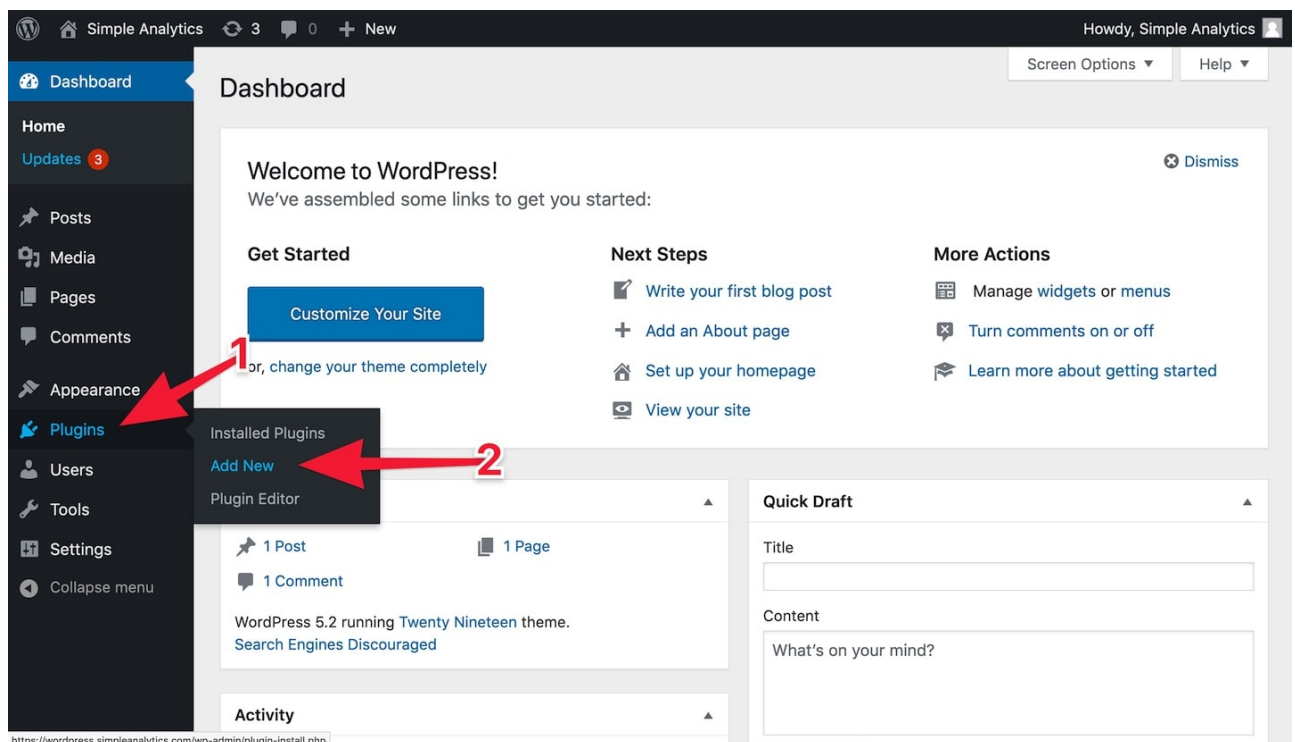 Simple Analytics 3 0 New Howdy, Simple Analytics
Screen Options Help
Dashboard
Home
Updates 3
Posts
Media
Pages
Comments
Appearance
Plugins
Users
Tools
Settings
Collapse menu
Installed Plugins
Add New
Plugin Editor
1
2
Dashboard
Welcome to WordPress!
We've assembled some links to get you started:
Dismiss
Get Started
Customize Your Site
or, change your theme completely
Next Steps
Write your first blog post
Add an About page
Set up your homepage
View your site
More Actions
Manage widgets or menus
Turn comments on or off
Learn more about getting started
1 Post 1 Page
1 Comment
WordPress 5.2 running Twenty Nineteen theme.
Search Engines Discouraged
Activity
Quick Draft
Title
Content
What's on your mind?
https://wordpress.simpleanalytics.com/wp-admin/plugin-install.php